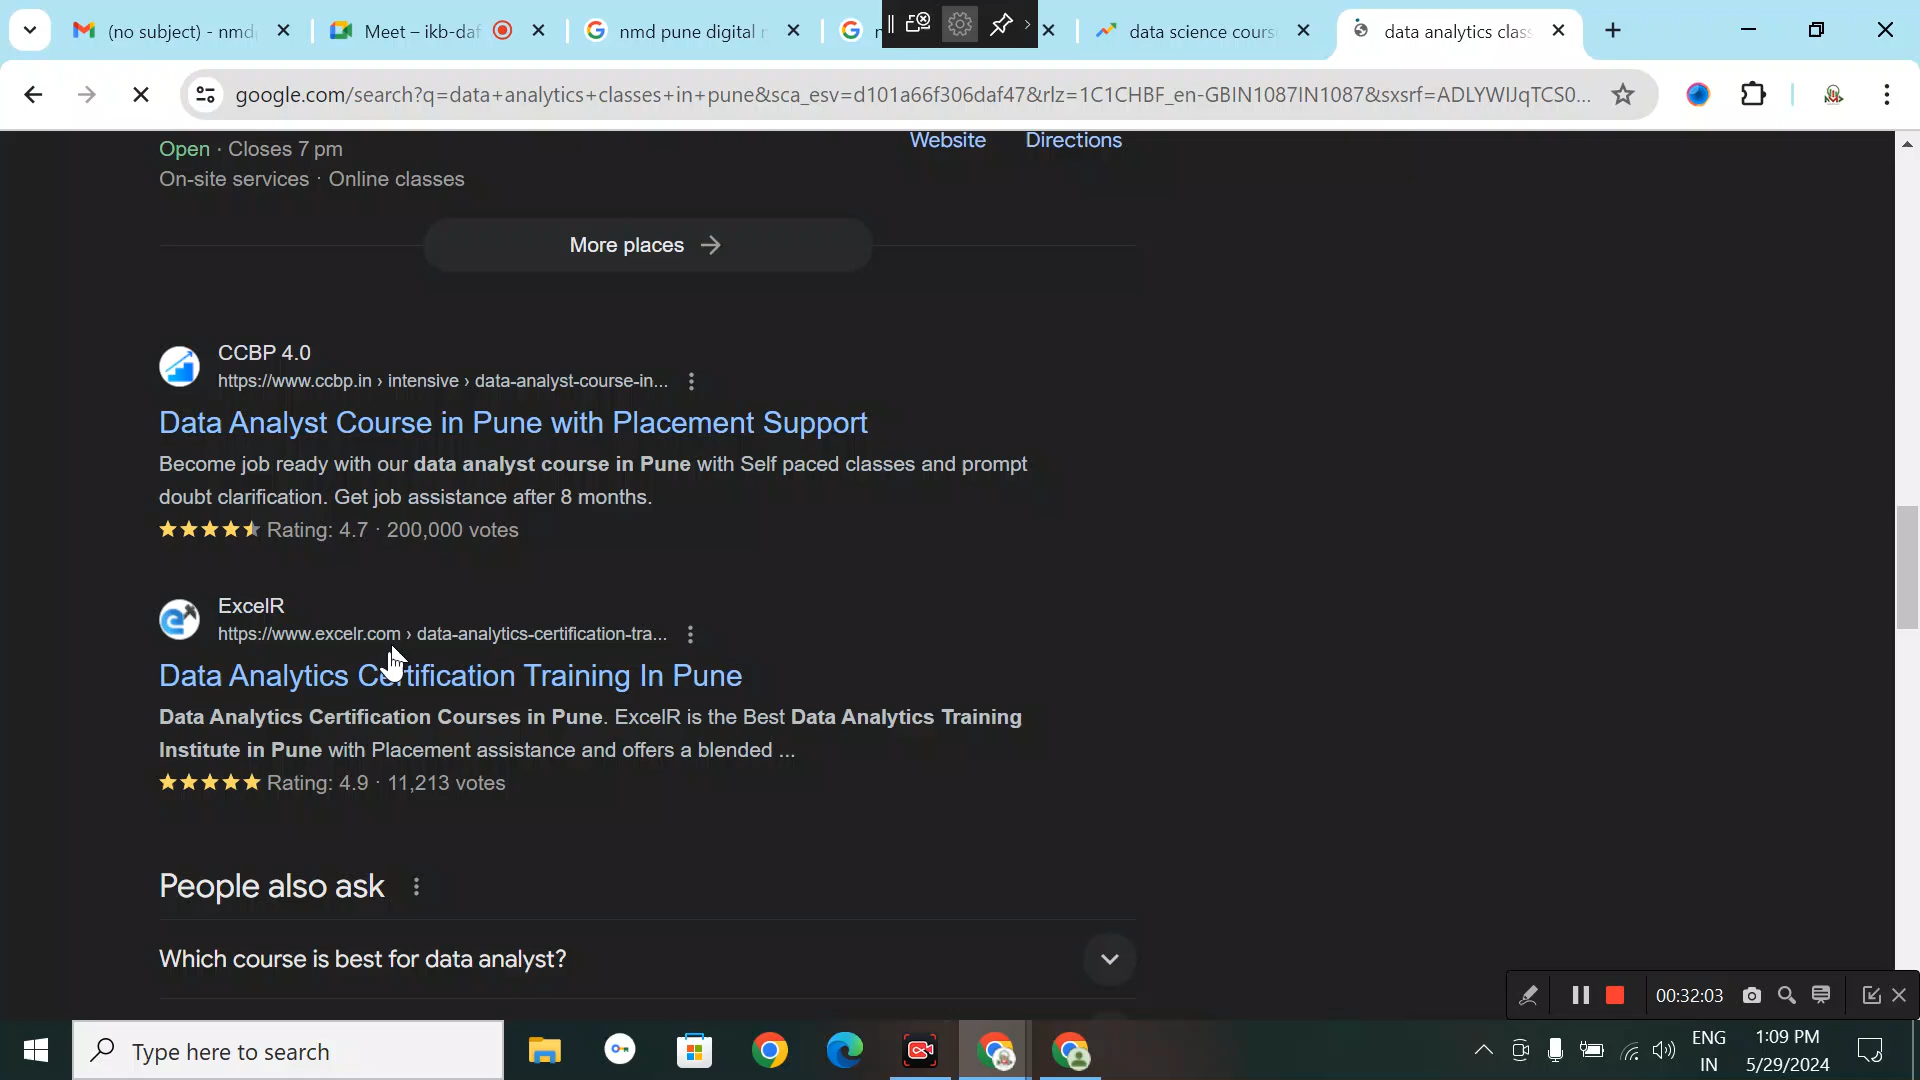 (no subject) - nmd
Meet – ikb-daf
nmd pune digital
data science cours
data analytics clas
google.com/search?q=data+analytics+classes+in+pune&sca_esv=d101a66f306daf47&rlz=1C1CHBF_en-GBIN1087IN1087&sxsrf=ADLYWIJqTCS0...
Website Directions
Open · Closes 7 pm
On-site services · Online classes
More places
CCBP 4.0
https://www.ccbp.in › intensive › data-analyst-course-in...
Data Analyst Course in Pune with Placement Support
Become job ready with our data analyst course in Pune with Self paced classes and prompt
doubt clarification. Get job assistance after 8 months.
Rating: 4.7 · 200,000 votes
ExcelR
https://www.excelr.com › data-analytics-certification-tra...
Data Analytics Certification Training In Pune
Data Analytics Certification Courses in Pune. ExcelR is the Best Data Analytics Training
Institute in Pune with Placement assistance and offers a blended ...
Rating: 4.9 · 11,213 votes
People also ask
Which course is best for data analyst?
00:32:03
Type here to search
ENG
IN
1:09 PM
5/29/2024